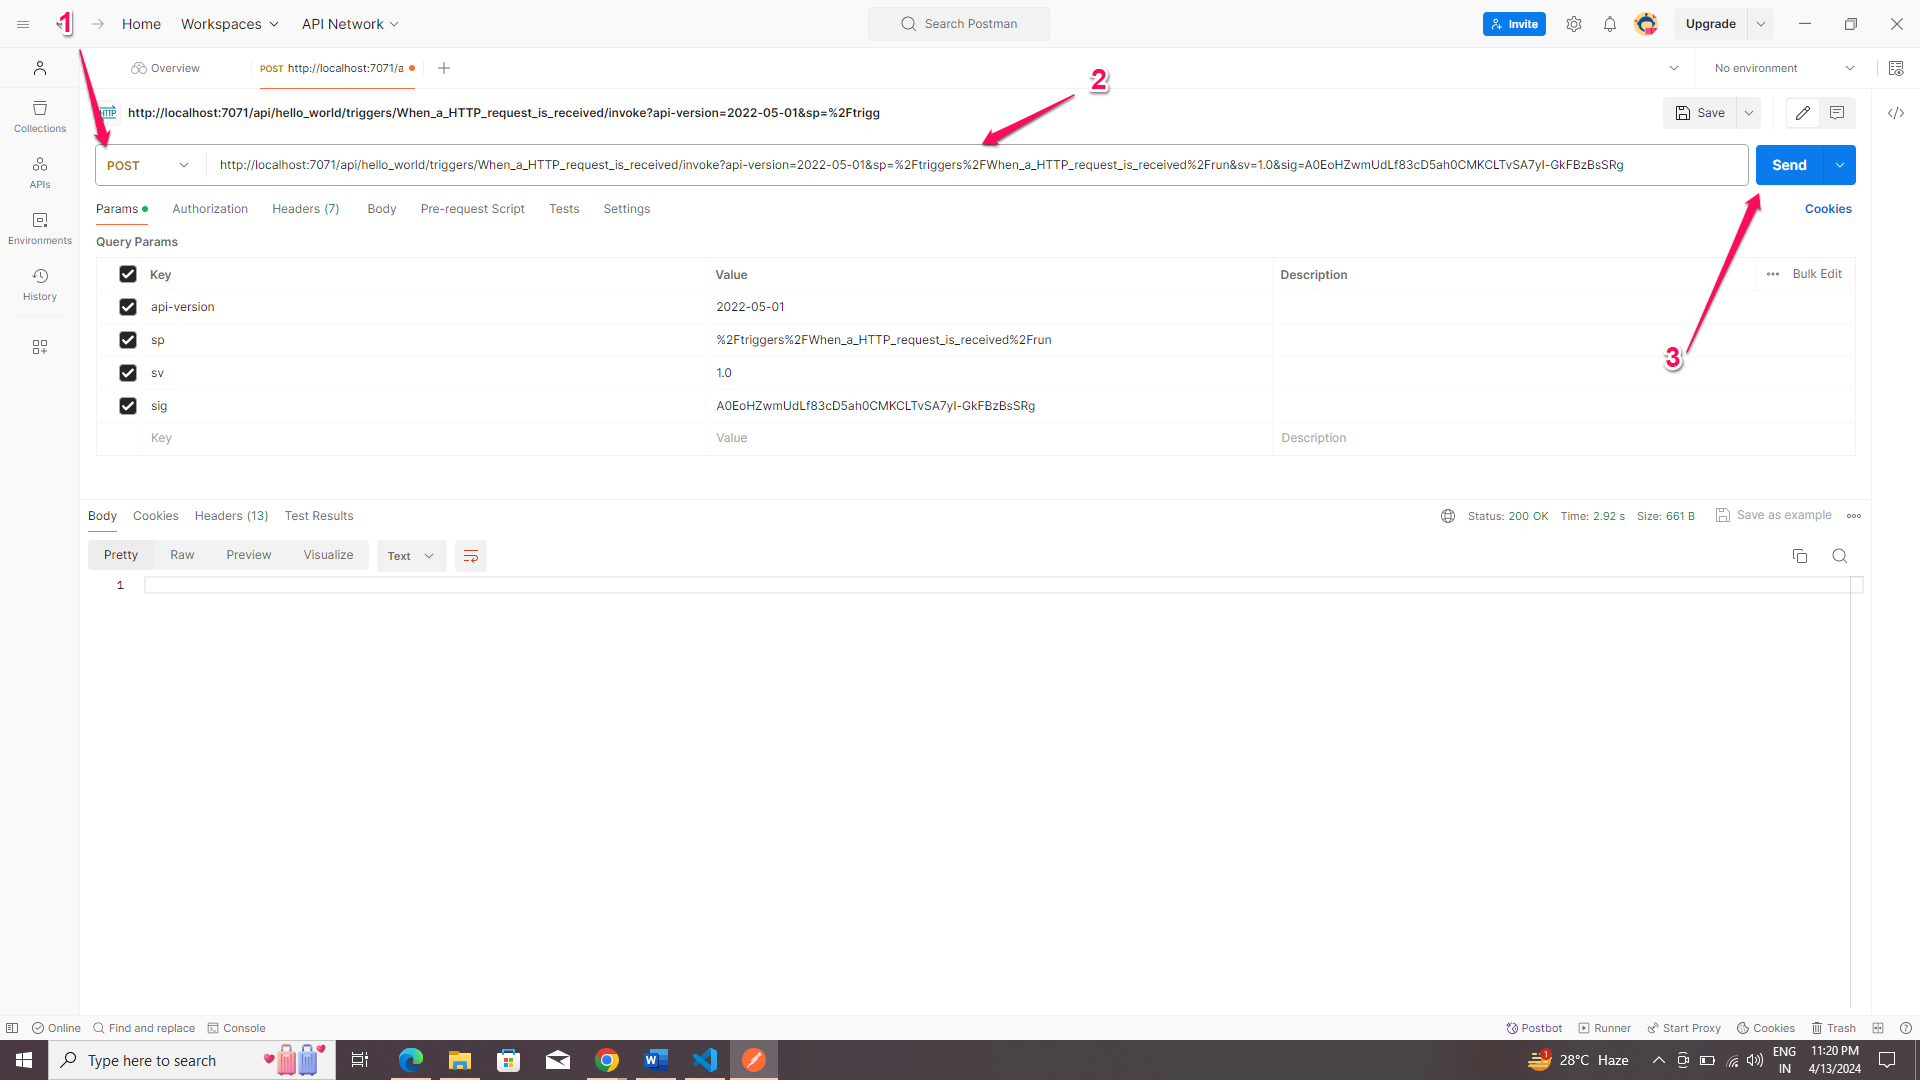 1
Home
Workspaces
API Network
Search Postman
Invite
Upgrade
Overview
POST http://localhost:7071/a
No environment
2
HTTP
http://localhost:7071/api/hello_world/triggers/When_a_HTTP_request_is_received/invoke?api-version=2022-05-01&sp=%2Ftrigg
Save
Collections
POST
http://localhost:7071/api/hello_world/triggers/When_a_HTTP_request_is_received/invoke?api-version=2022-05-01&sp=%2Ftriggers%2FWhen_a_HTTP_request_is_received%2Frun&sv=1.0&sig=A0EoHZwmUdLf83cD5ah0CMKCLTvSA7yI-GkFBzBsSRg
Send
APIs
Params
Authorization
Headers (7)
Body
Pre-request Script
Tests
Settings
Cookies
Environments
Query Params
Key
Value
Description
Bulk Edit
History
api-version
2022-05-01
sp
%2Ftriggers%2FWhen_a_HTTP_request_is_received%2Frun
3
sv
1.0
sig
A0EoHZwmUdLf83cD5ah0CMKCLTvSA7yI-GkFBzBsSRg
Key
Value
Description
Body
Cookies
Headers (13)
Test Results
Status: 200 OK
Time: 2.92 s
Size: 661 B
Save as example
Pretty
Raw
Preview
Visualize
Text
1
Online
Find and replace
Console
Postbot
Runner
Start Proxy
Cookies
Trash
Type here to search
1
28°C Haze
ENG
IN
11:20 PM
4/13/2024